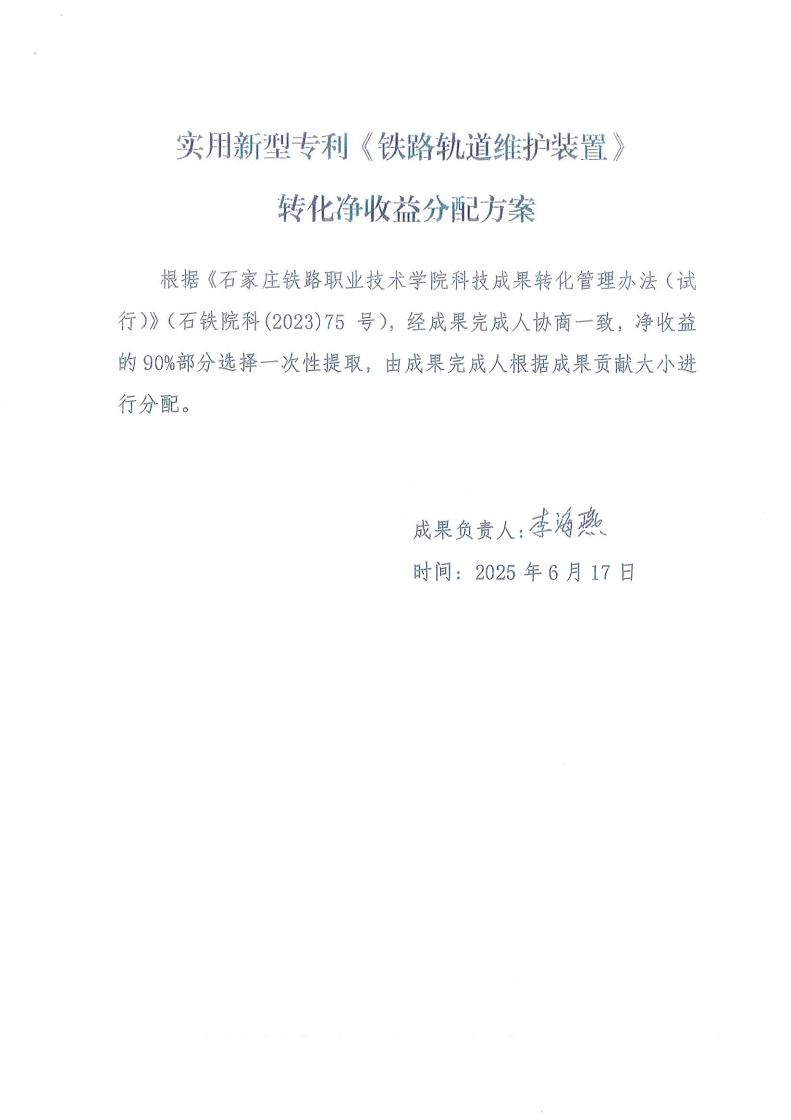 实用新型专利《铁路轨道维护装置》
转化净收益分配方案
根据《石家庄铁路职业技术学院科技成果转化管理办法（试
行）》（石铁院科(2023)75 号），经成果完成人协商一致，净收益
的 90%部分选择一次性提取，由成果完成人根据成果贡献大小进
行分配。
成果负责人：李海燕
时间：2025 年 6 月 17 日